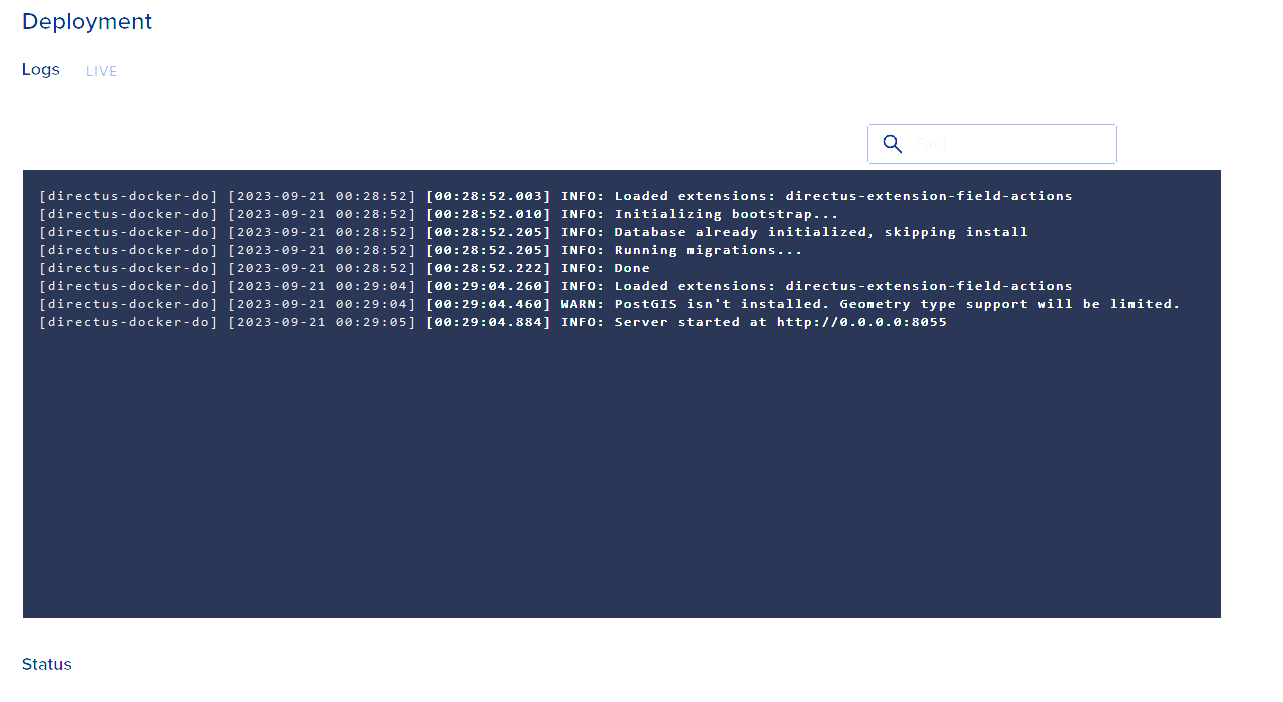 Deployment
Logs LIVE
Find
[directus-docker-do] [2023-09-21 00:28:52] [00:28:52.003] INFO: Loaded extensions: directus-extension-field-actions
[directus-docker-do] [2023-09-21 00:28:52] [00:28:52.010] INFO: Initializing bootstrap...
[directus-docker-do] [2023-09-21 00:28:52] [00:28:52.205] INFO: Database already initialized, skipping install
[directus-docker-do] [2023-09-21 00:28:52] [00:28:52.205] INFO: Running migrations...
[directus-docker-do] [2023-09-21 00:28:52] [00:28:52.222] INFO: Done
[directus-docker-do] [2023-09-21 00:29:04] [00:29:04.260] INFO: Loaded extensions: directus-extension-field-actions
[directus-docker-do] [2023-09-21 00:29:04] [00:29:04.460] WARN: PostGIS isn't installed. Geometry type support will be limited.
[directus-docker-do] [2023-09-21 00:29:05] [00:29:04.884] INFO: Server started at http://0.0.0.0:8055
Status